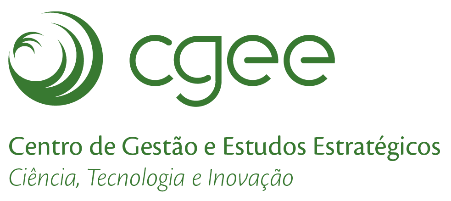 cgee
Centro de Gestão e Estudos Estratégicos
Ciência, Tecnologia e Inovação